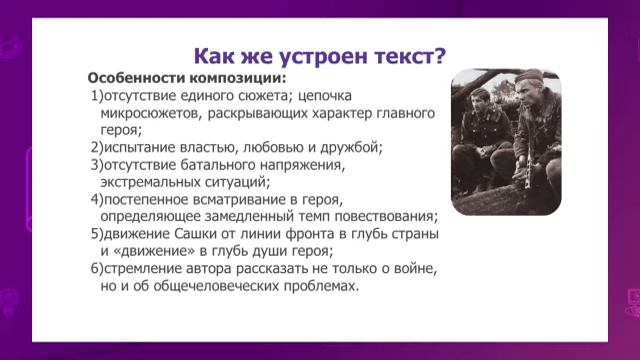 Как же устроен текст?
Особенности композиции:
1)отсутствие единого сюжета; цепочка
микросюжетов, раскрывающих характер главного
героя;
2)испытание властью, любовью и дружбой;
3)отсутствие батального напряжения,
экстремальных ситуаций;
4)постепенное всматривание в героя,
определяющее замедленный темп повествования;
5)движение Сашки от линии фронта в глубь страны
и «движение» в глубь души героя;
6)стремление автора рассказать не только о войне,
но и об общечеловеческих проблемах.